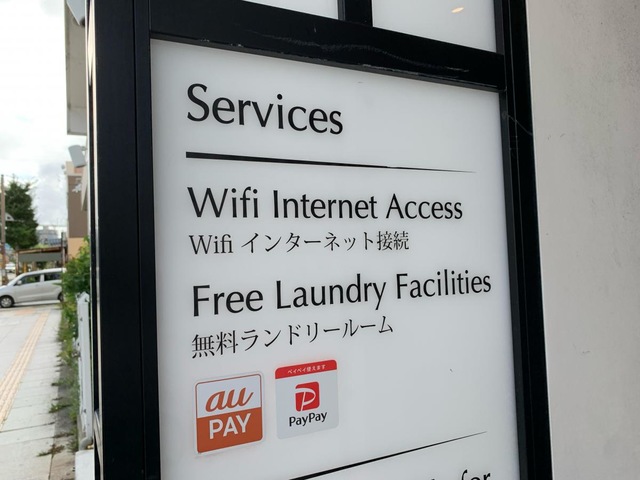 Services
Wifi Internet Access
Wifi インターネット接続
Free Laundry Facilities
無料ランドリールーム
au
PAY
ペイペイ使えます
PayPay